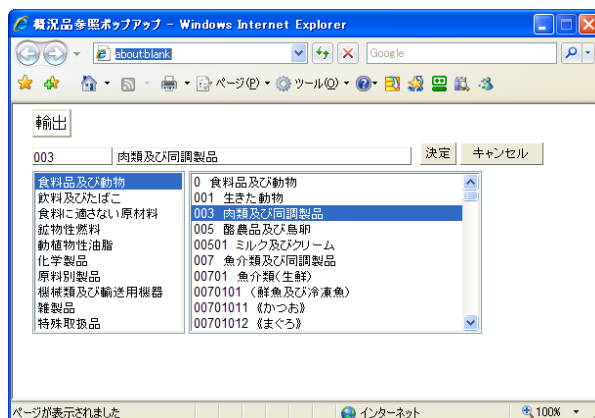 概況品参照ポップアップ - Windows Internet Explorer
about:blank
Google
ページ(P) ツール(O)
輸出
003 肉類及び同調製品 決定 キャンセル
食料品及び動物
飲料及びたばこ
食料に適さない原材料
鉱物性燃料
動植物性油脂
化学製品
原料別製品
機械類及び輸送用機器
雑製品
特殊取扱品
0 食料品及び動物
001 生きた動物
003 肉類及び同調製品
005 酪農品及び鳥卵
00501 ミルク及びクリーム
007 魚介類及び同調製品
00701 魚介類(生鮮)
0070101 (鮮魚及び冷凍魚)
00701011 《かつお》
00701012 《まぐろ》
ページが表示されました インターネット 100%